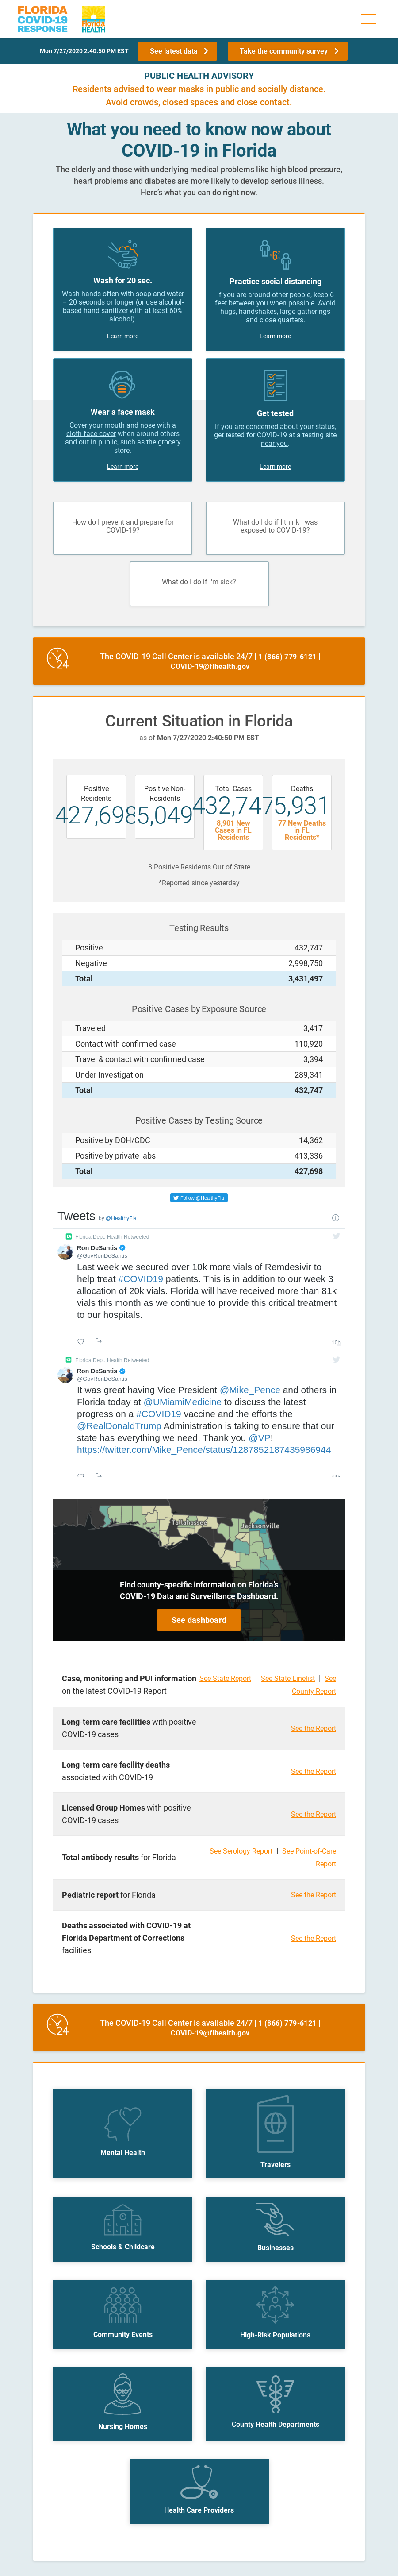 FLORIDA
COVID-19
RESPONSE
Florida
HEALTH
Mon 7/27/2020 2:40:50 PM EST
See latest data
Take the community survey
PUBLIC HEALTH ADVISORY
Residents advised to wear masks in public and socially distance.
Avoid crowds, closed spaces and close contact.
What you need to know now about
COVID-19 in Florida
The elderly and those with underlying medical problems like high blood pressure,
heart problems and diabetes are more likely to develop serious illness.
Here's what you can do right now.
Wash for 20 sec.
Wash hands often with soap and water
– 20 seconds or longer (or use alcohol-
based hand sanitizer with at least 60%
alcohol).
Learn more
6'
Practice social distancing
If you are around other people, keep 6
feet between you when possible. Avoid
hugs, handshakes, large gatherings
and close quarters.
Learn more
Wear a face mask
Cover your mouth and nose with a
cloth face cover when around others
and out in public, such as the grocery
store.
Learn more
Get tested
If you are concerned about your status,
get tested for COVID-19 at a testing site
near you.
Learn more
How do I prevent and prepare for
COVID-19?
What do I do if I think I was
exposed to COVID-19?
What do I do if I'm sick?
24
The COVID-19 Call Center is available 24/7 | 1 (866) 779-6121 |
COVID-19@flhealth.gov
Current Situation in Florida
as of Mon 7/27/2020 2:40:50 PM EST
Positive
Residents
427,698
Positive Non-
Residents
5,049
Total Cases
432,747
8,901 New
Cases in FL
Residents
Deaths
5,931
77 New Deaths
in FL
Residents*
8 Positive Residents Out of State
*Reported since yesterday
Testing Results
Positive 432,747
Negative 2,998,750
Total 3,431,497
Positive Cases by Exposure Source
Traveled 3,417
Contact with confirmed case 110,920
Travel & contact with confirmed case 3,394
Under Investigation 289,341
Total 432,747
Positive Cases by Testing Source
Positive by DOH/CDC 14,362
Positive by private labs 413,336
Total 427,698
Follow @HealthyFla
Tweets by @HealthyFla
Florida Dept. Health Retweeted
Ron DeSantis
@GovRonDeSantis
Last week we secured over 10k more vials of Remdesivir to
help treat #COVID19 patients. This is in addition to our week 3
allocation of 20k vials. Florida will have received more than 81k
vials this month as we continue to provide this critical treatment
to our hospitals.
Florida Dept. Health Retweeted
Ron DeSantis
@GovRonDeSantis
It was great having Vice President @Mike_Pence and others in
Florida today at @UMiamiMedicine to discuss the latest
progress on a #COVID19 vaccine and the efforts the
@RealDonaldTrump Administration is taking to ensure that our
state has everything we need. Thank you @VP!
https://twitter.com/Mike_Pence/status/1287852187435986944
Tallahassee
Jacksonville
Find county-specific information on Florida's
COVID-19 Data and Surveillance Dashboard.
See dashboard
Case, monitoring and PUI information
on the latest COVID-19 Report
See State Report | See State Linelist | See
County Report
Long-term care facilities with positive
COVID-19 cases
See the Report
Long-term care facility deaths
associated with COVID-19
See the Report
Licensed Group Homes with positive
COVID-19 cases
See the Report
Total antibody results for Florida
See Serology Report | See Point-of-Care
Report
Pediatric report for Florida
See the Report
Deaths associated with COVID-19 at
Florida Department of Corrections
facilities
See the Report
24
The COVID-19 Call Center is available 24/7 | 1 (866) 779-6121 |
COVID-19@flhealth.gov
Mental Health
Travelers
Schools & Childcare
Businesses
Community Events
High-Risk Populations
Nursing Homes
County Health Departments
Health Care Providers